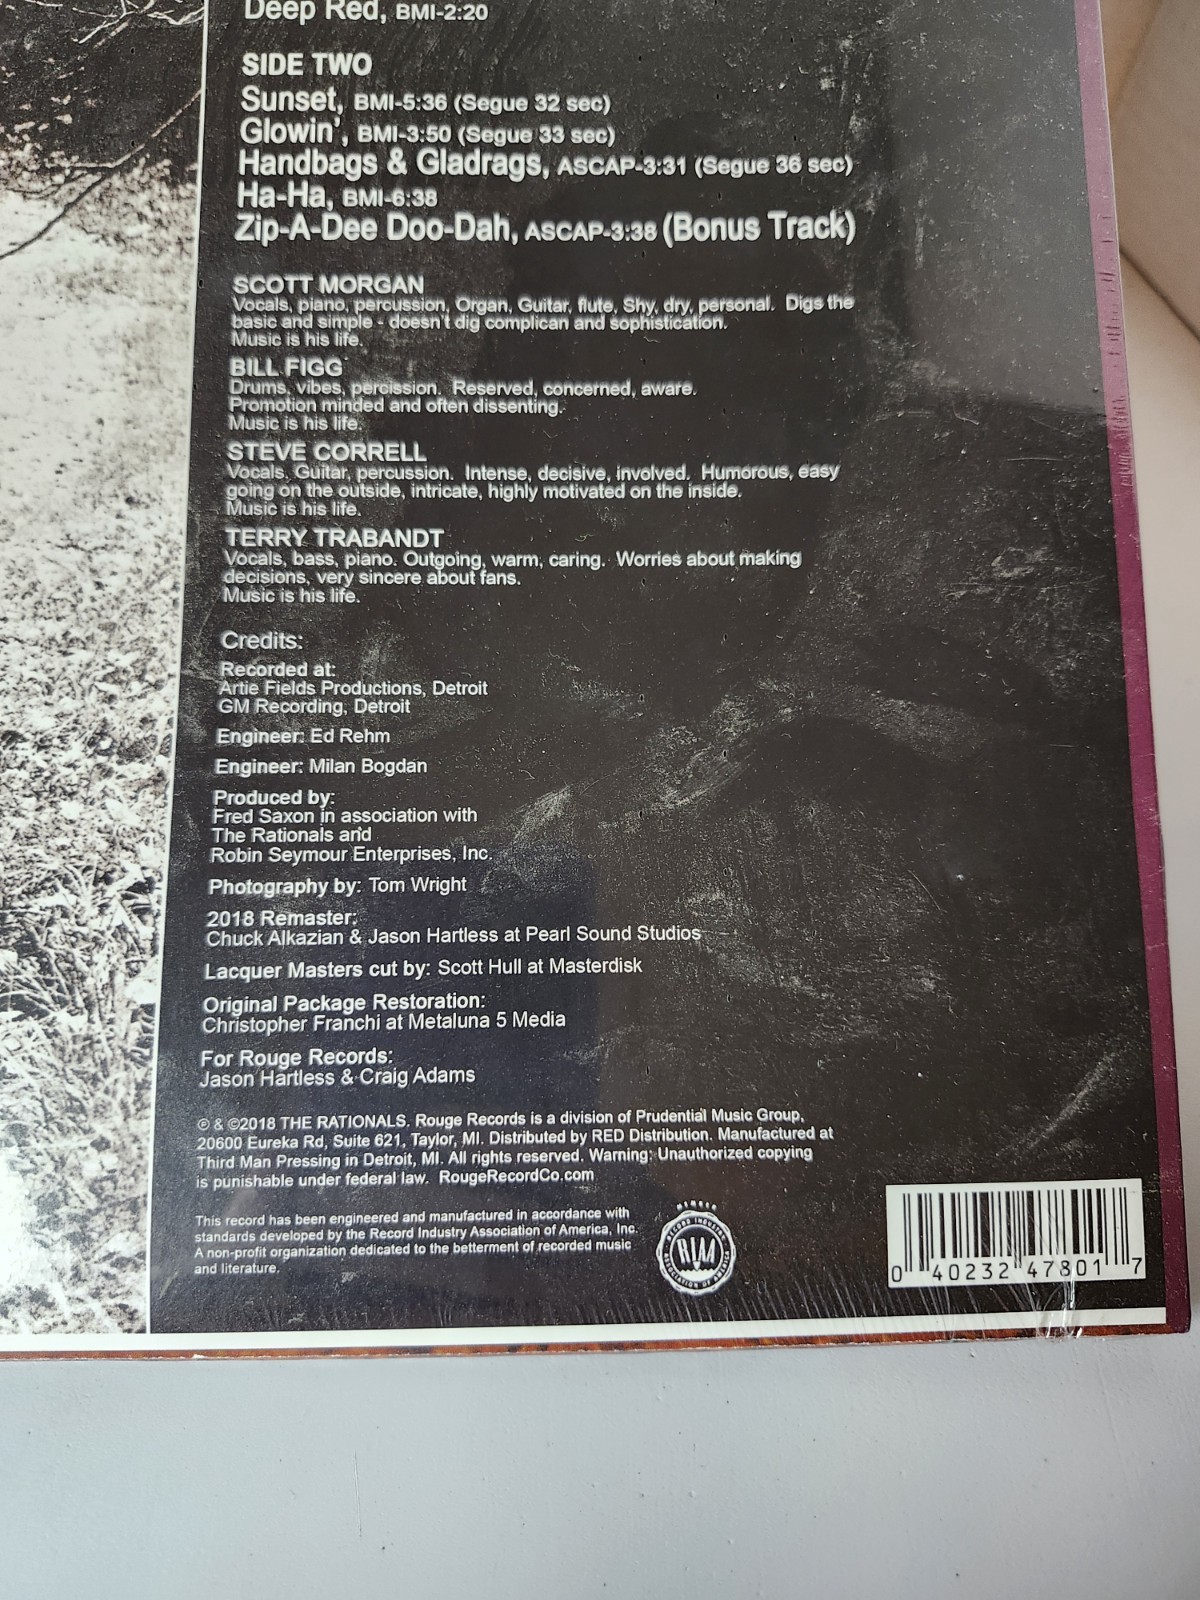 Deep Red, BMI-2:20
SIDE TWO
Sunset, BMI-5:36 (Segue 32 sec)
Glowin', BMI-3:50 (Segue 33 sec)
Handbags & Gladrags, ASCAP-3:31 (Segue 36 sec)
Ha-Ha, BMI-6:38
Zip-A-Dee Doo-Dah, ASCAP-3:38 (Bonus Track)
SCOTT MORGAN
Vocals, piano, percussion, Organ, Guitar, flute, Shy, dry, personal. Digs the
basic and simple - doesn't dig complican and sophistication.
Music is his life.
BILL FIGG
Drums, vibes, percission. Reserved, concerned, aware.
Promotion minded and often dissenting.
Music is his life.
STEVE CORRELL
Vocals, Guitar, percussion. Intense, decisive, involved. Humorous, easy
going on the outside, intricate, highly motivated on the inside.
Music is his life.
TERRY TRABANDT
Vocals, bass, piano. Outgoing, warm, caring. Worries about making
decisions, very sincere about fans.
Music is his life.
Credits:
Recorded at:
Artie Fields Productions, Detroit
GM Recording, Detroit
Engineer: Ed Rehm
Engineer: Milan Bogdan
Produced by:
Fred Saxon in association with
The Rationals and
Robin Seymour Enterprises, Inc.
Photography by: Tom Wright
2018 Remaster:
Chuck Alkazian & Jason Hartless at Pearl Sound Studios
Lacquer Masters cut by: Scott Hull at Masterdisk
Original Package Restoration:
Christopher Franchi at Metaluna 5 Media
For Rouge Records:
Jason Hartless & Craig Adams
℗ & ©2018 THE RATIONALS. Rouge Records is a division of Prudential Music Group,
20600 Eureka Rd, Suite 621, Taylor, MI. Distributed by RED Distribution. Manufactured at
Third Man Pressing in Detroit, MI. All rights reserved. Warning: Unauthorized copying
is punishable under federal law. RougeRecordCo.com
This record has been engineered and manufactured in accordance with
standards developed by the Record Industry Association of America, Inc.
A non-profit organization dedicated to the betterment of recorded music
and literature.
MEMBER
RECORD INDUSTRY
RIAA
ASSOCIATION OF AMERICA
0 40232 47801 7